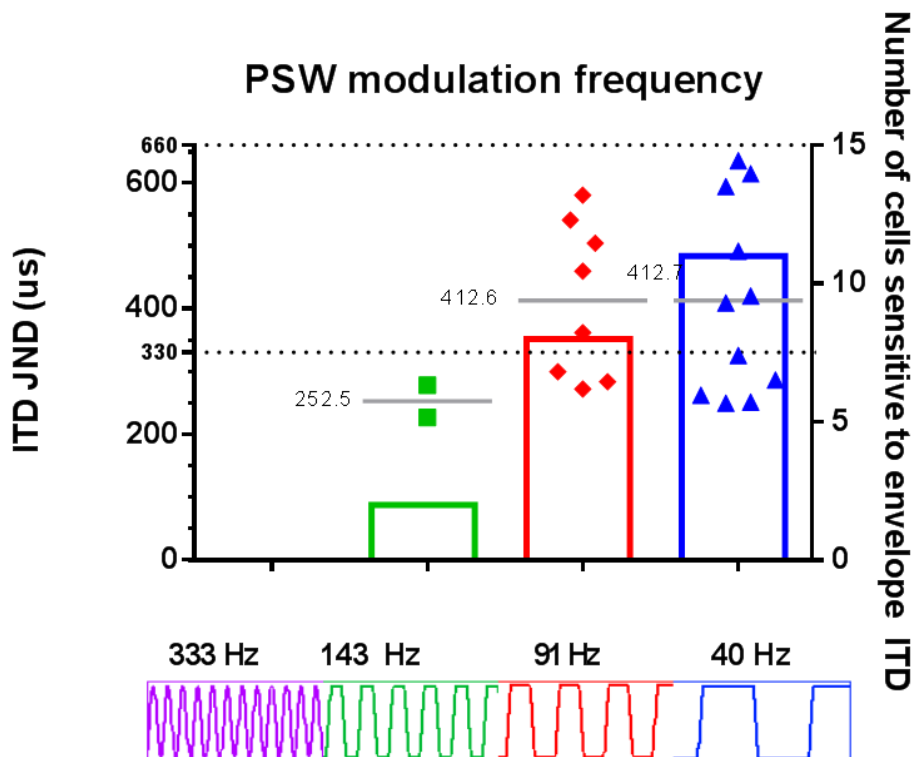 PSW modulation frequency
Number of cells sensitive to envelope ITD
ITD JND (us)
660
600
400
330
200
0
15
10
5
0
412.7
412.6
252.5
333 Hz
143 Hz
91 Hz
40 Hz